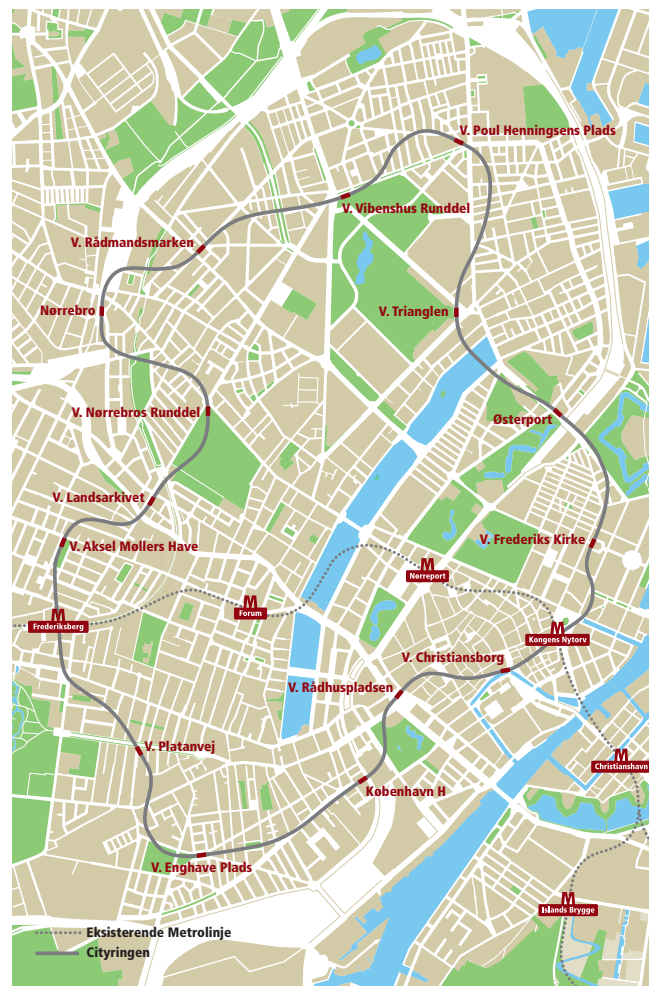 V. Poul Henningsens Plads
V. Vibenshus Runddel
V. Rådmandsmarken
Nørrebro
V. Trianglen
V. Nørrebros Runddel
Østerport
V. Landsarkivet
V. Aksel Møllers Have
V. Frederiks Kirke
M
Nørreport
M
Forum
M
Frederiksberg
M
Kongens Nytorv
V. Christiansborg
V. Rådhuspladsen
V. Platanvej
M
Christianshavn
København H
V. Enghave Plads
M
Islands Brygge
Eksisterende Metrolinje
Cityringen